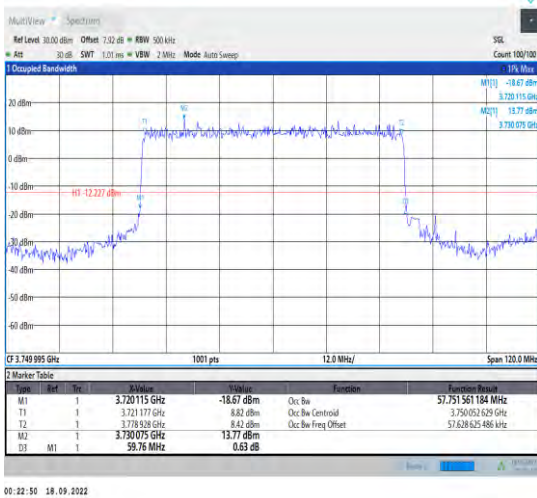 MultiView Spectrum
Ref Level 30.00 dBm Offset 7.92 dB RBW 500 kHz SGL
Att 30 dB SWT 1.01 ms VBW 2 MHz Mode Auto Sweep Count 100/100
1 Occupied Bandwidth 1Pk Max
M1[1] -18.67 dBm
3.720 115 GHz
M2[1] 13.77 dBm
3.730 075 GHz
20 dBm
10 dBm
0 dBm
-10 dBm
-20 dBm
-30 dBm
-40 dBm
-50 dBm
-60 dBm
H1 -12.227 dBm
T1
M2
T2
M1
D3
CF 3.749 995 GHz 1001 pts 12.0 MHz/ Span 120.0 MHz
2 Marker Table
Type Ref Trc X-Value Y-Value Function Function Result
M1 1 3.720 115 GHz -18.67 dBm Occ Bw 57.751 561 184 MHz
T1 1 3.721 177 GHz 8.82 dBm Occ Bw Centroid 3.750 052 629 GHz
T2 1 3.778 928 GHz 8.42 dBm Occ Bw Freq Offset 57.628 625 486 kHz
M2 1 3.730 075 GHz 13.77 dBm
D3 M1 1 59.76 MHz 0.63 dB
00:22:50 18.09.2022